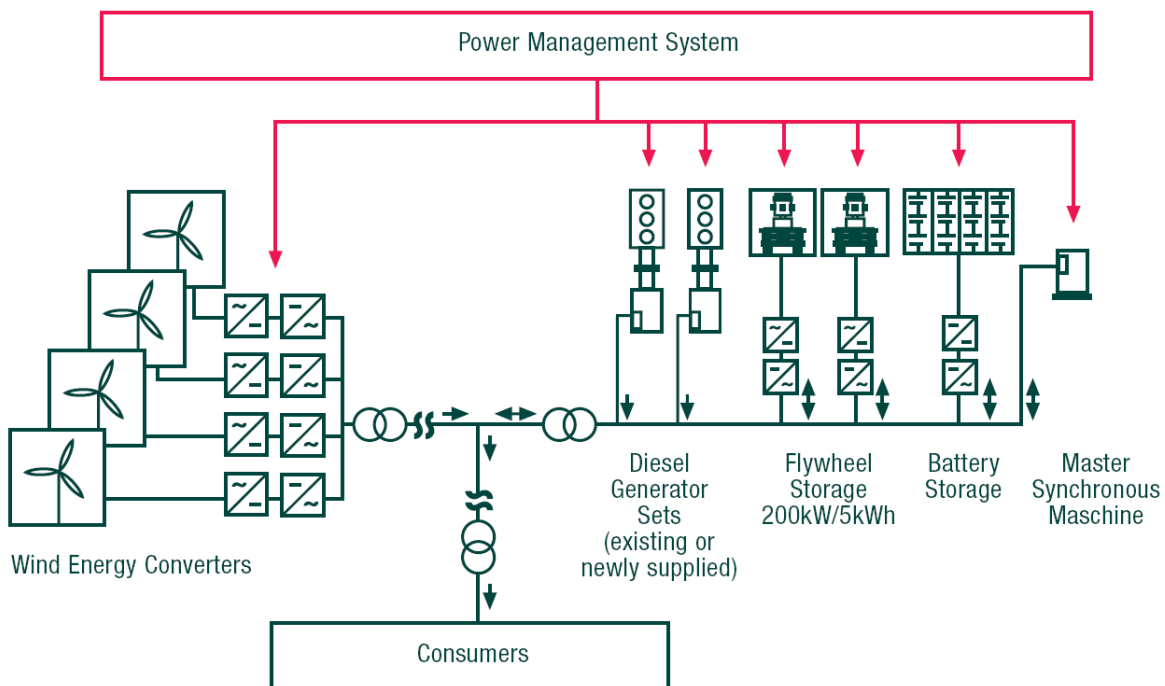 Power Management System
Diesel
Generator
Sets
(existing or
newly supplied)
Flywheel
Storage
200kW/5kWh
Battery
Storage
Master
Synchronous
Maschine
Wind Energy Converters
Consumers